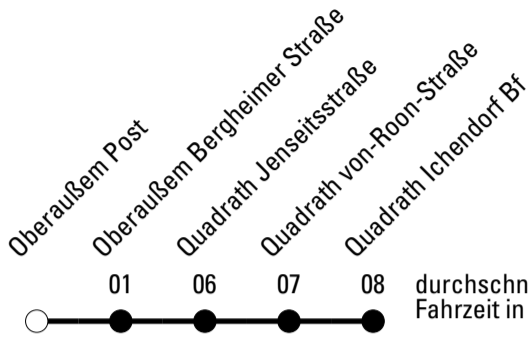 Oberaußem Post
Oberaußem Bergheimer Straße
Quadrath Jenseitsstraße
Quadrath von-Roon-Straße
Quadrath Ichendorf Bf
01 06 07 08 durchschn
Fahrzeit in